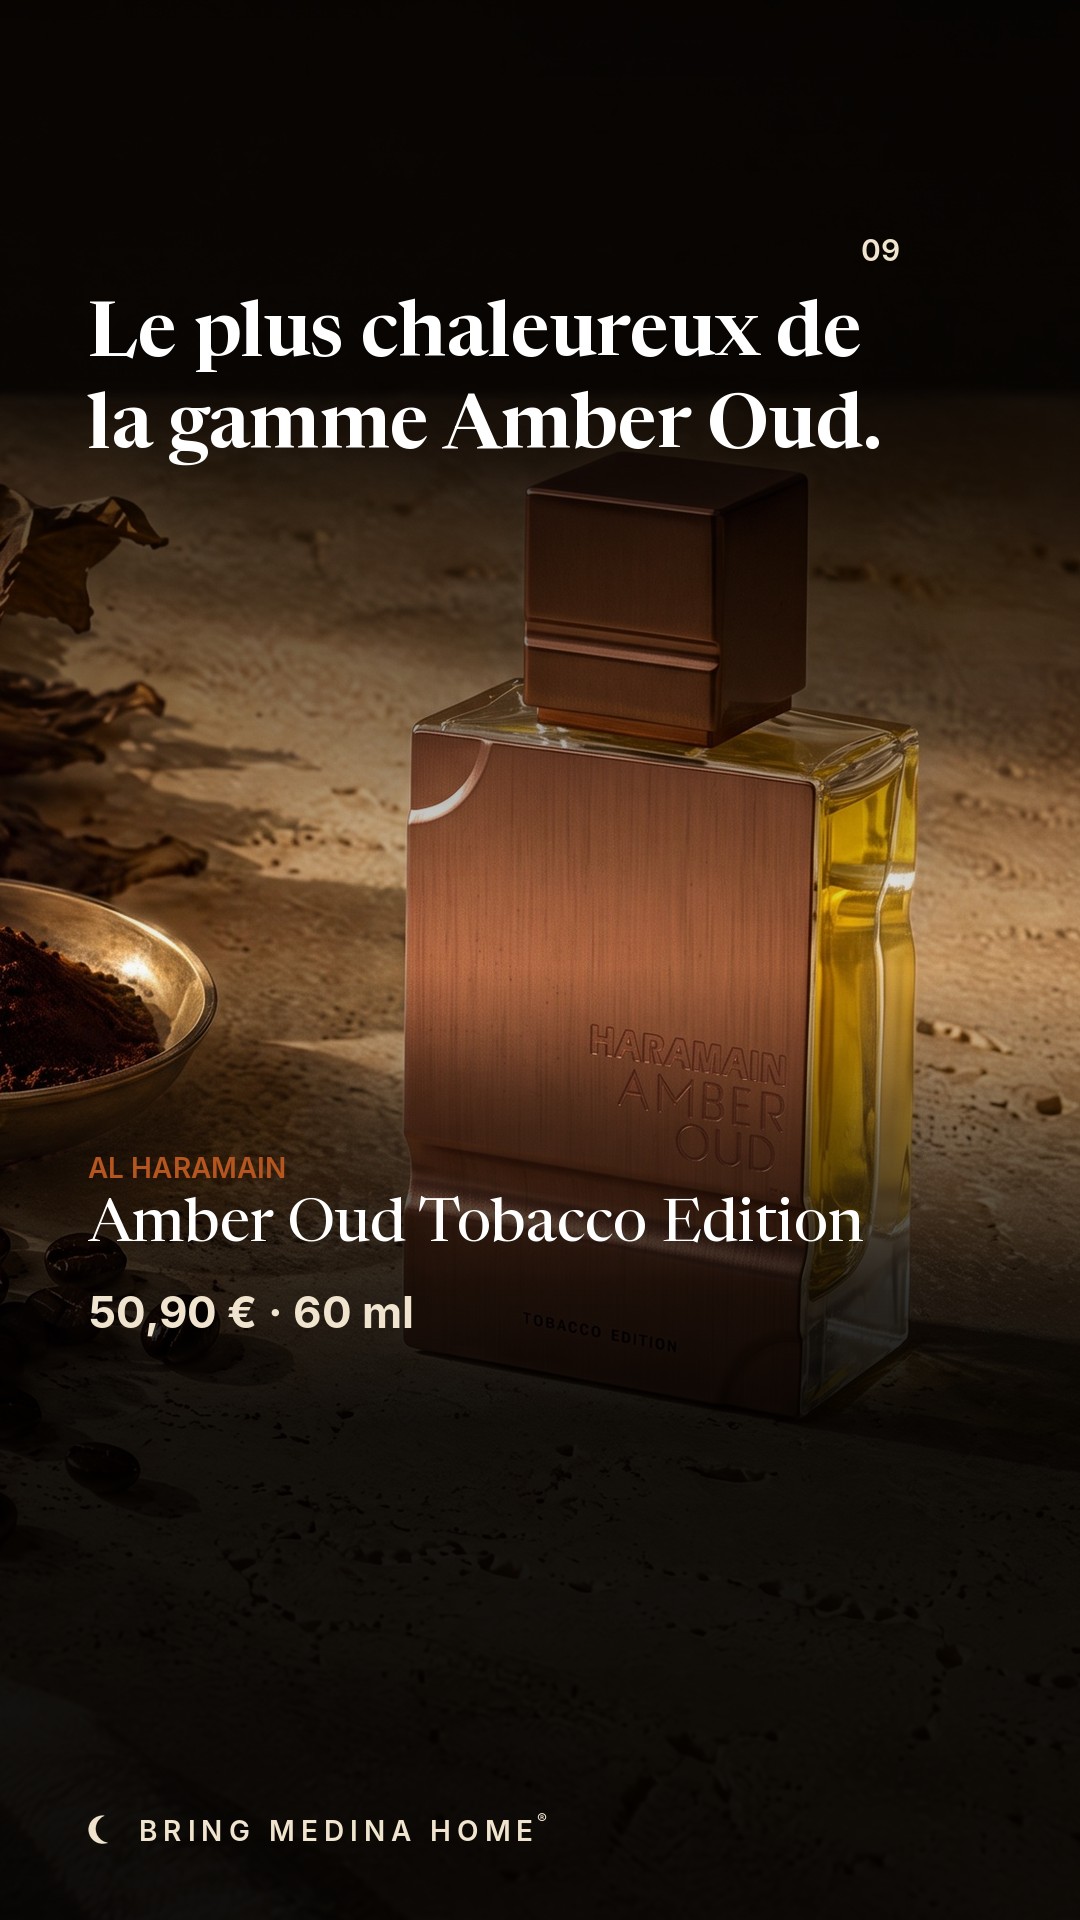 09
Le plus chaleureux de
la gamme Amber Oud.
HARAMAIN
AMBER
OUD
AL HARAMAIN
Amber Oud Tobacco Edition
50,90 € · 60 ml
TOBACCO EDITION
BRING MEDINA HOME®